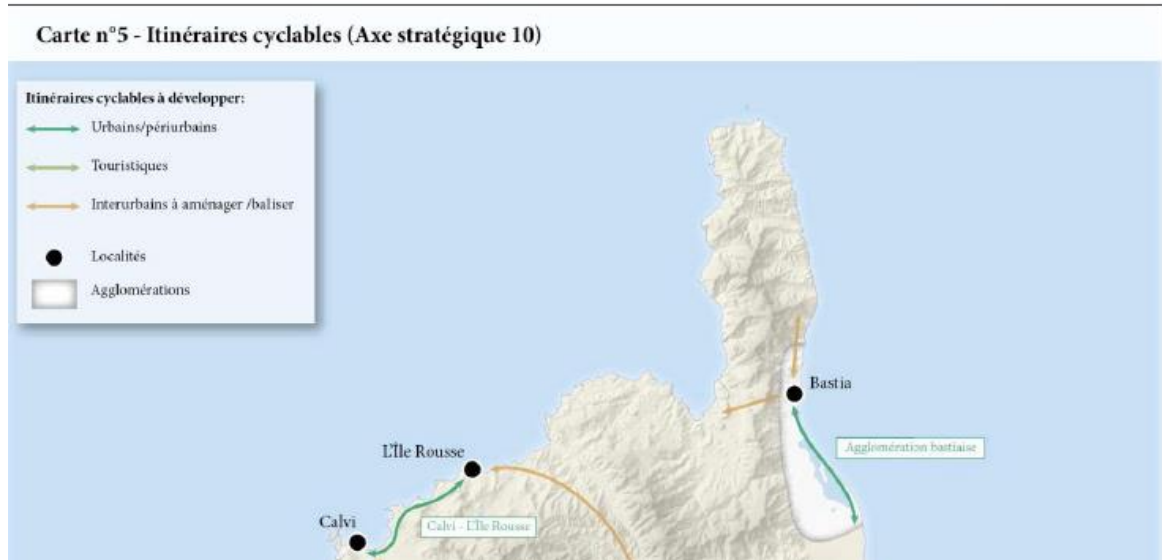 Carte n°5 - Itinéraires cyclables (Axe stratégique 10)
Itinéraires cyclables à développer:
Urbains/périurbains
Touristiques
Interurbains à aménager /baliser
Localités
Agglomérations
Bastia
Agglomération bastiaise
L'Île Rousse
Calvi
Calvi - L'Île Rousse